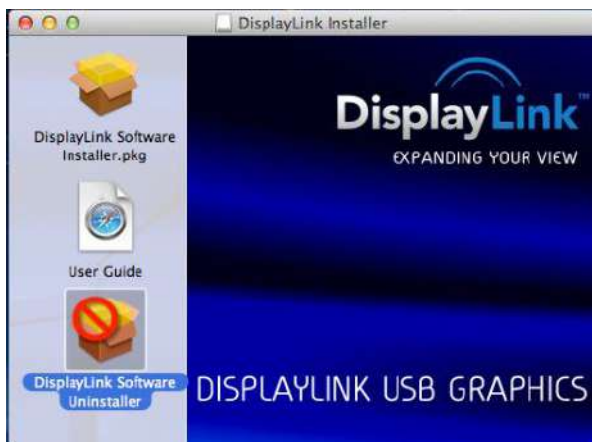 DisplayLink Installer
DisplayLink Software
Installer.pkg
User Guide
DisplayLink Software
Uninstaller
DisplayLink™
EXPANDING YOUR VIEW
DISPLAYLINK USB GRAPHICS